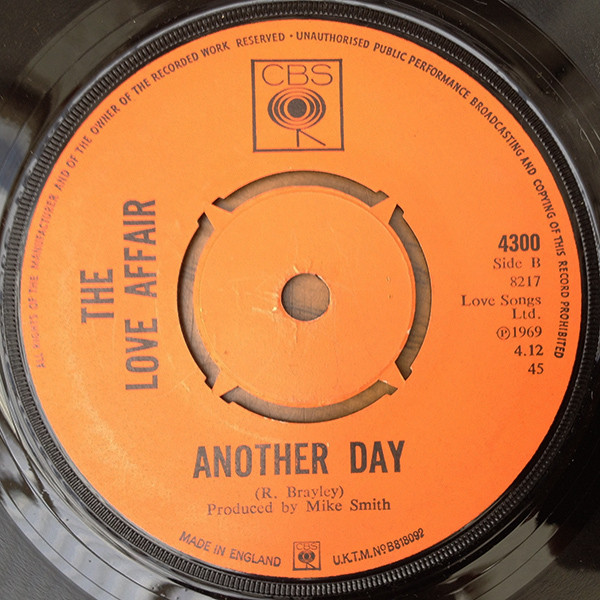 ALL RIGHTS OF THE MANUFACTURER AND OF THE OWNER OF THE RECORDED WORK RESERVED · UNAUTHORISED PUBLIC PERFORMANCE BROADCASTING AND COPYING OF THIS RECORD PROHIBITED
CBS
THE
LOVE AFFAIR
4300
Side B
8217
Love Songs
Ltd.
℗1969
4.12
45
ANOTHER DAY
(R. Brayley)
Produced by Mike Smith
MADE IN ENGLAND
CBS
U.K.T.M. No B818092